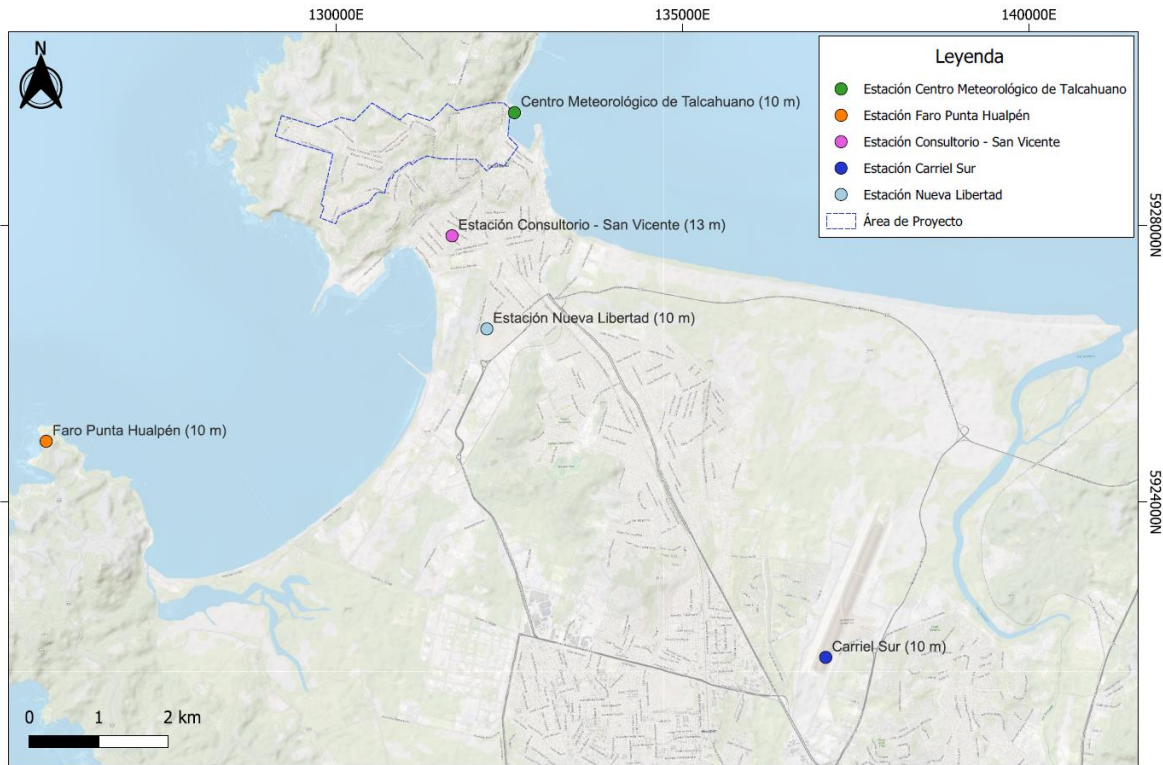 130000E
135000E
140000E
N
Leyenda
Estación Centro Meteorológico de Talcahuano
Estación Faro Punta Hualpén
Estación Consultorio - San Vicente
Estación Carriel Sur
Estación Nueva Libertad
Área de Proyecto
Centro Meteorológico de Talcahuano (10 m)
5928000N
Estación Consultorio - San Vicente (13 m)
Estación Nueva Libertad (10 m)
Faro Punta Hualpén (10 m)
5924000N
Carriel Sur (10 m)
0 1 2 km